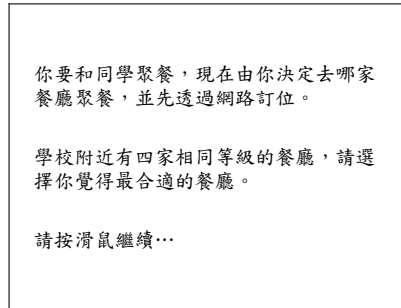 你要和同學聚餐，現在由你決定去哪家
餐廳聚餐，並先透過網路訂位。
學校附近有四家相同等級的餐廳，請選
擇你覺得最合適的餐廳。
請按滑鼠繼續…